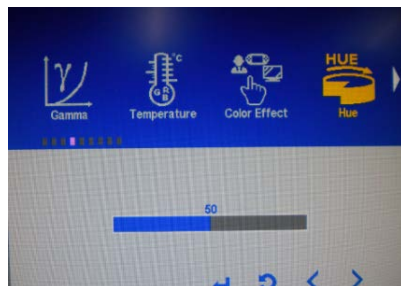 γ
°C
G R
B
HUE
Gamma
Temperature
Color Effect
Hue
50